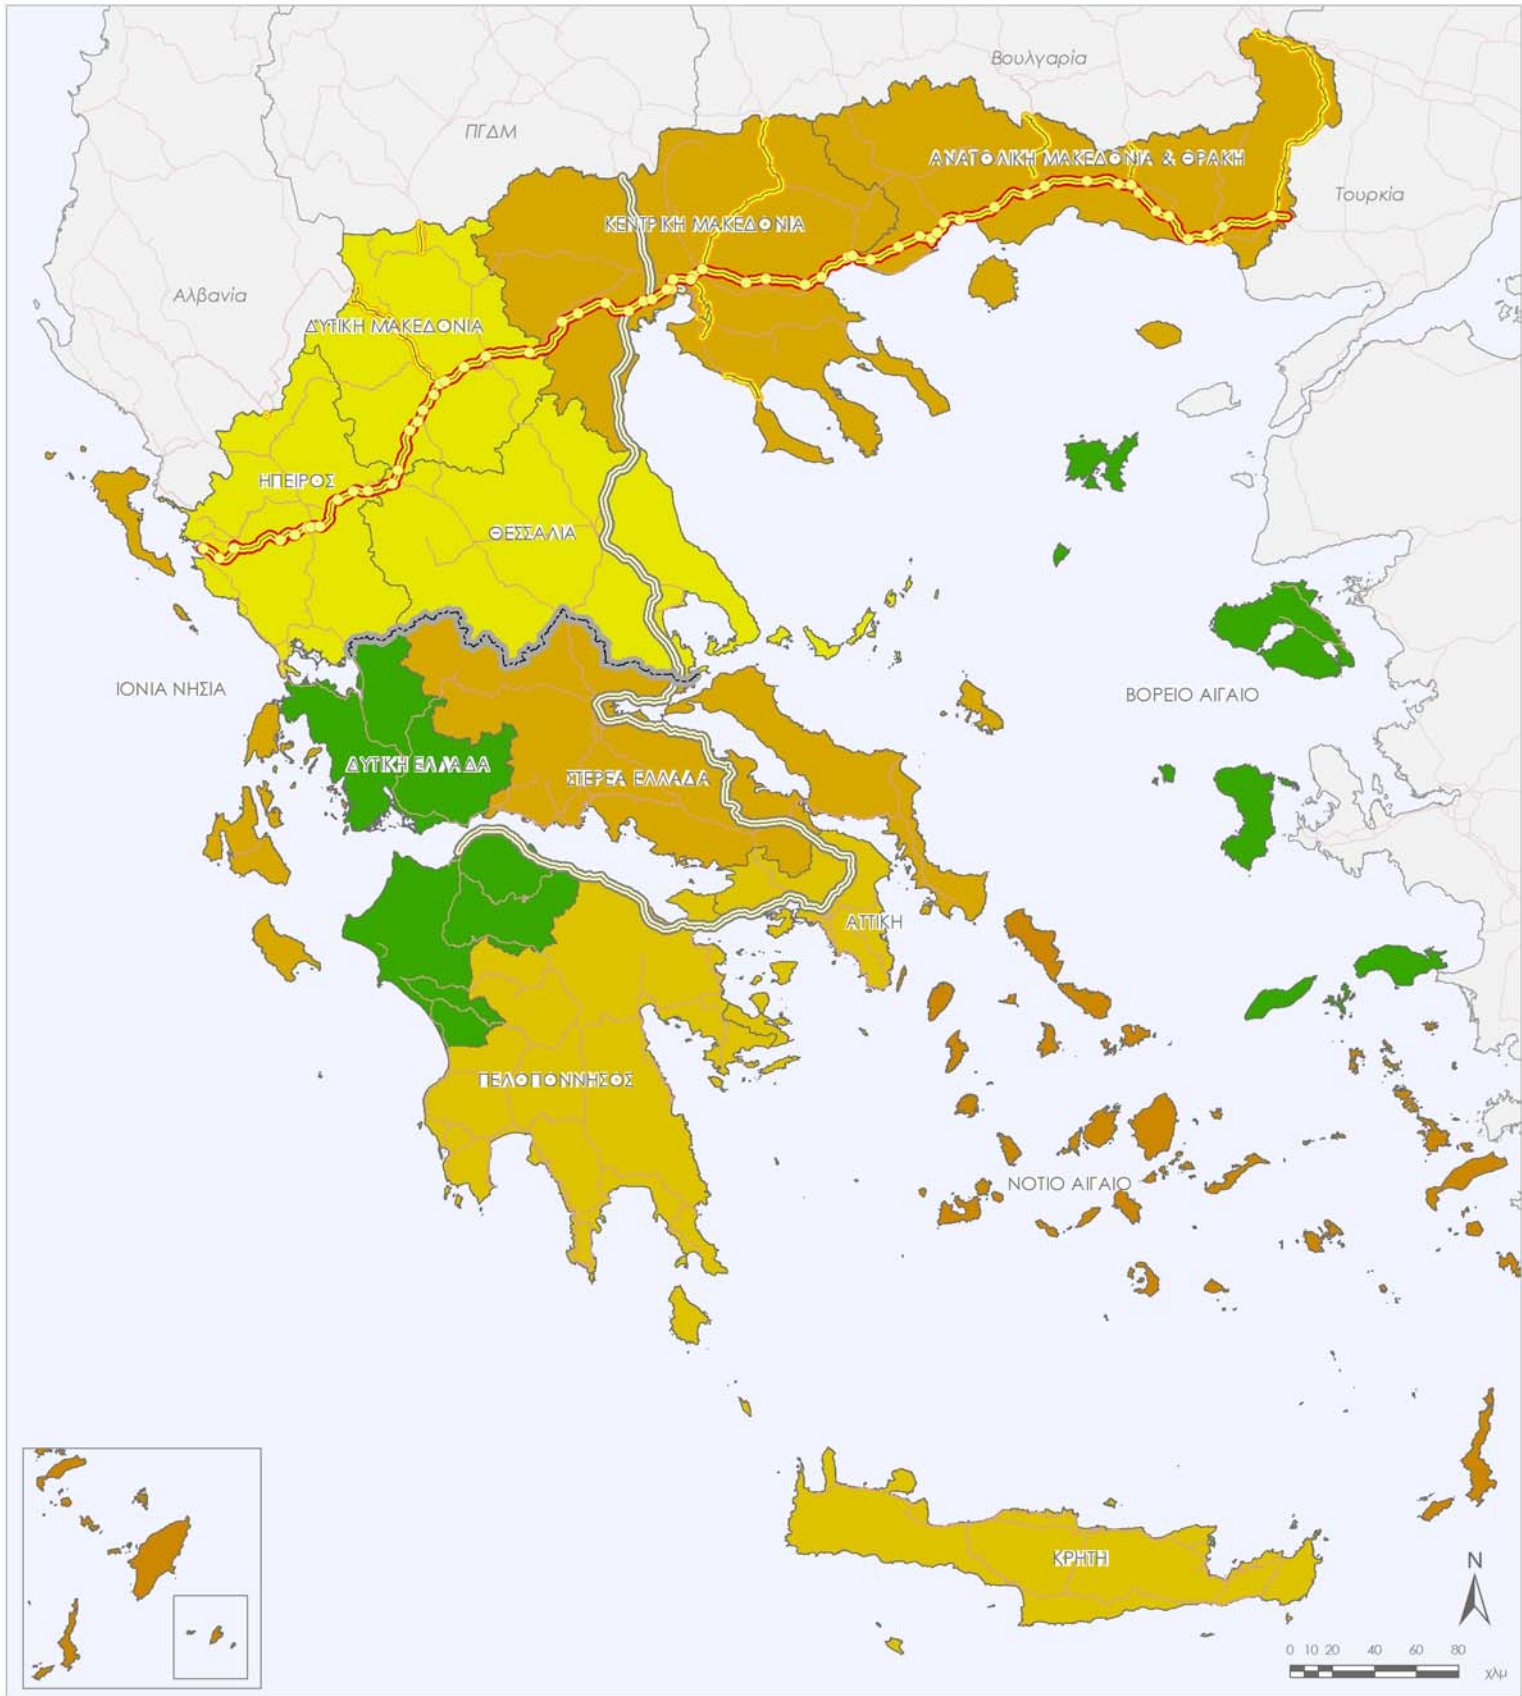 Βουλγαρία
ΠΓΔΜ
ΑΝΑΤΟΛΙΚΗ ΜΑΚΕΔΟΝΙΑ & ΘΡΑΚΗ
Τουρκία
ΚΕΝΤΡΙΚΗ ΜΑΚΕΔΟΝΙΑ
Αλβανία
ΔΥΤΙΚΗ ΜΑΚΕΔΟΝΙΑ
ΗΠΕΙΡΟΣ
ΘΕΣΣΑΛΙΑ
ΙΟΝΙΑ ΝΗΣΙΑ
ΒΟΡΕΙΟ ΑΙΓΑΙΟ
ΔΥΤΙΚΗ ΕΛΛΑΔΑ
ΣΤΕΡΕΑ ΕΛΛΑΔΑ
ΑΤΤΙΚΗ
ΠΕΛΟΠΟΝΝΗΣΟΣ
ΝΟΤΙΟ ΑΙΓΑΙΟ
ΚΡΗΤΗ
N
0 10 20 40 60 80
χλμ